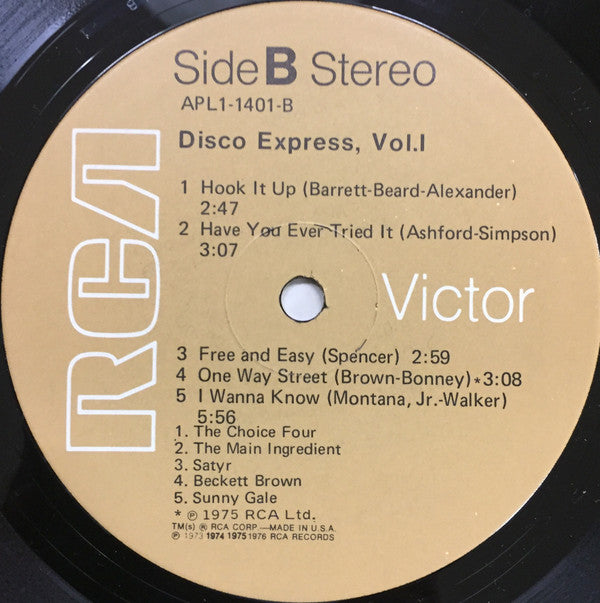 Side B Stereo
APL1-1401-B
Disco Express, Vol.I
1 Hook It Up (Barrett-Beard-Alexander)
2:47
2 Have You Ever Tried It (Ashford-Simpson)
3:07
RCA Victor
3 Free and Easy (Spencer) 2:59
4 One Way Street (Brown-Bonney)*3:08
5 I Wanna Know (Montana, Jr.-Walker)
5:56
1. The Choice Four
2. The Main Ingredient
3. Satyr
4. Beckett Brown
5. Sunny Gale
* ℗ 1975 RCA Ltd.
TM(s) ® RCA CORP.—MADE IN U.S.A.
℗ 1973 1974 1975 1976 RCA RECORDS